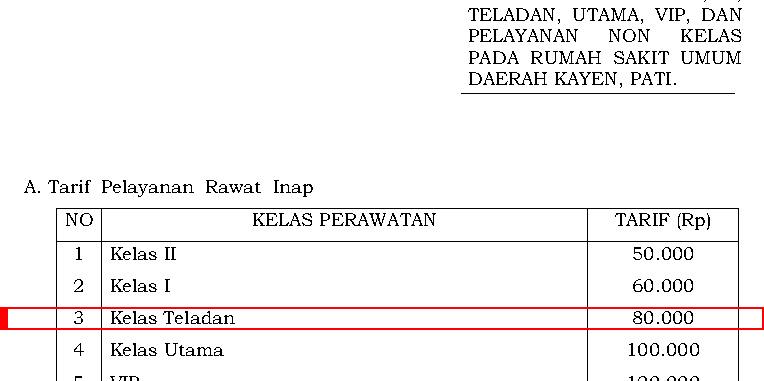 TELADAN, UTAMA, VIP, DAN
PELAYANAN NON KELAS
PADA RUMAH SAKIT UMUM
DAERAH KAYEN, PATI.
A. Tarif Pelayanan Rawat Inap
NO KELAS PERAWATAN TARIF (Rp)
1 Kelas II 50.000
2 Kelas I 60.000
3 Kelas Teladan 80.000
4 Kelas Utama 100.000